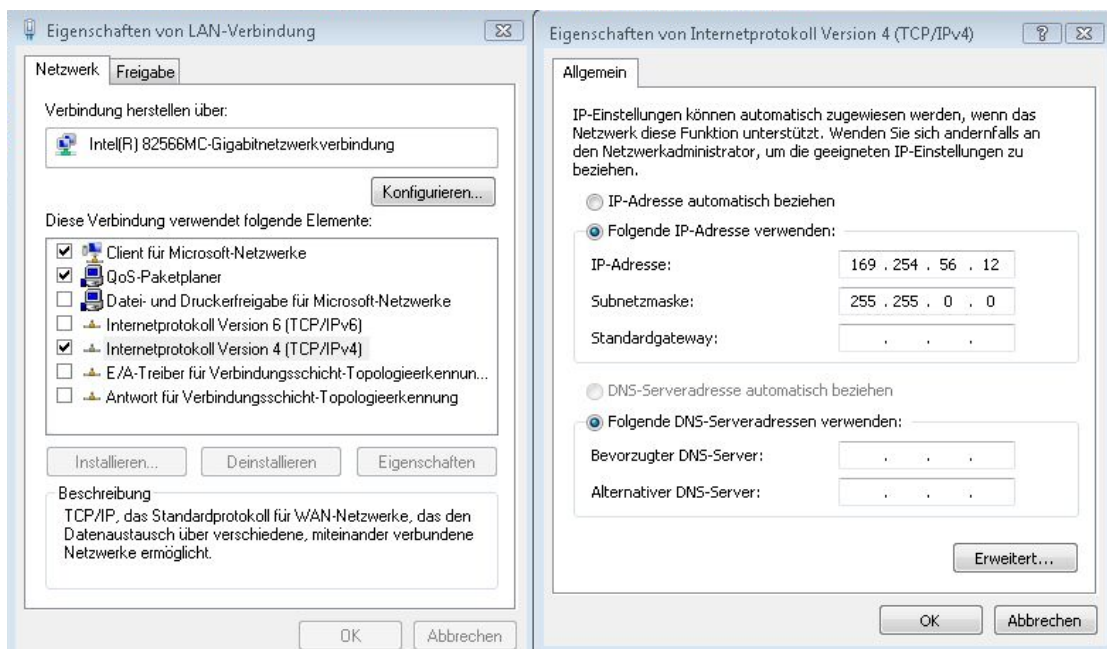 Eigenschaften von LAN-Verbindung
Netzwerk
Freigabe
Verbindung herstellen über:
Intel(R) 82566MC-Gigabitnetzwerkverbindung
Konfigurieren...
Diese Verbindung verwendet folgende Elemente:
Client für Microsoft-Netzwerke
QoS-Paketplaner
Datei- und Druckerfreigabe für Microsoft-Netzwerke
Internetprotokoll Version 6 (TCP/IPv6)
Internetprotokoll Version 4 (TCP/IPv4)
E/A-Treiber für Verbindungsschicht-Topologieerkennun...
Antwort für Verbindungsschicht-Topologieerkennung
Installieren...
Deinstallieren
Eigenschaften
Beschreibung
TCP/IP, das Standardprotokoll für WAN-Netzwerke, das den
Datenaustausch über verschiedene, miteinander verbundene
Netzwerke ermöglicht.
OK
Abbrechen
Eigenschaften von Internetprotokoll Version 4 (TCP/IPv4)
Allgemein
IP-Einstellungen können automatisch zugewiesen werden, wenn das
Netzwerk diese Funktion unterstützt. Wenden Sie sich andernfalls an
den Netzwerkadministrator, um die geeigneten IP-Einstellungen zu
beziehen.
IP-Adresse automatisch beziehen
Folgende IP-Adresse verwenden:
IP-Adresse: 169 . 254 . 56 . 12
Subnetzmaske: 255 . 255 . 0 . 0
Standardgateway: . . .
DNS-Serveradresse automatisch beziehen
Folgende DNS-Serveradressen verwenden:
Bevorzugter DNS-Server: . . .
Alternativer DNS-Server: . . .
Erweitert...
OK
Abbrechen